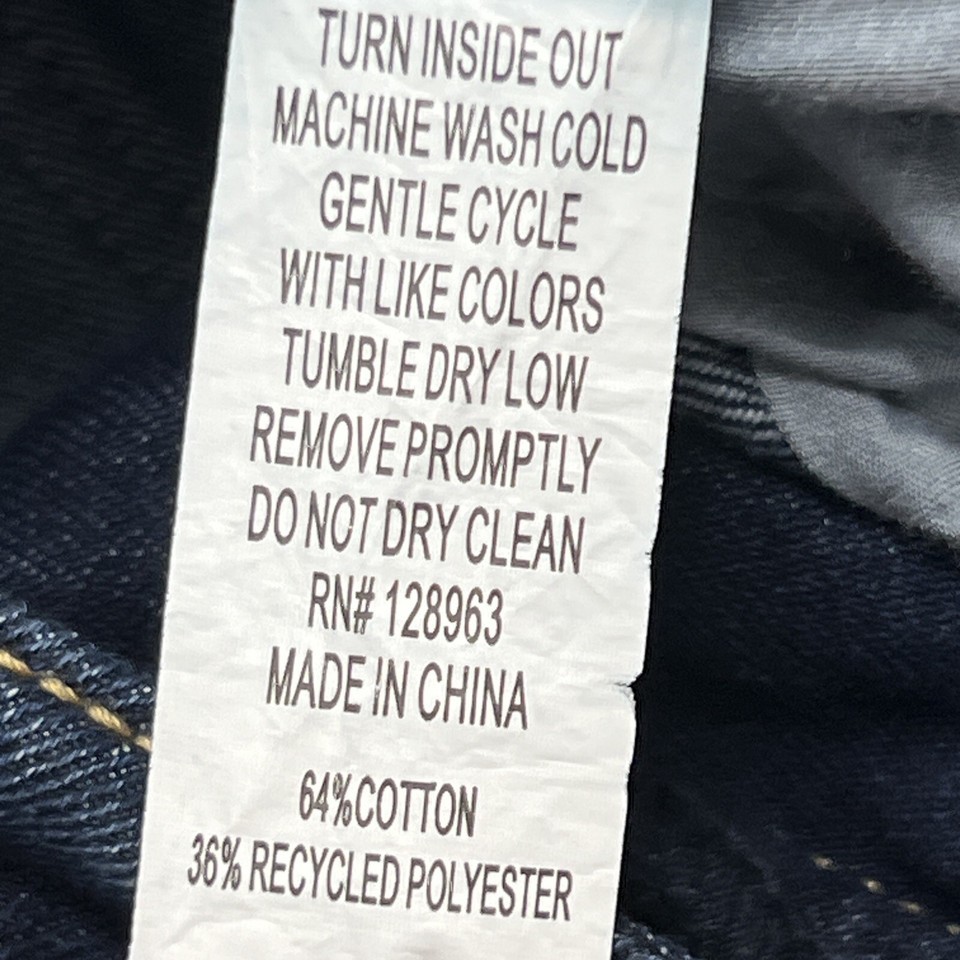 TURN INSIDE OUT
MACHINE WASH COLD
GENTLE CYCLE
WITH LIKE COLORS
TUMBLE DRY LOW
REMOVE PROMPTLY
DO NOT DRY CLEAN
RN# 128963
MADE IN CHINA
64%COTTON
36% RECYCLED POLYESTER